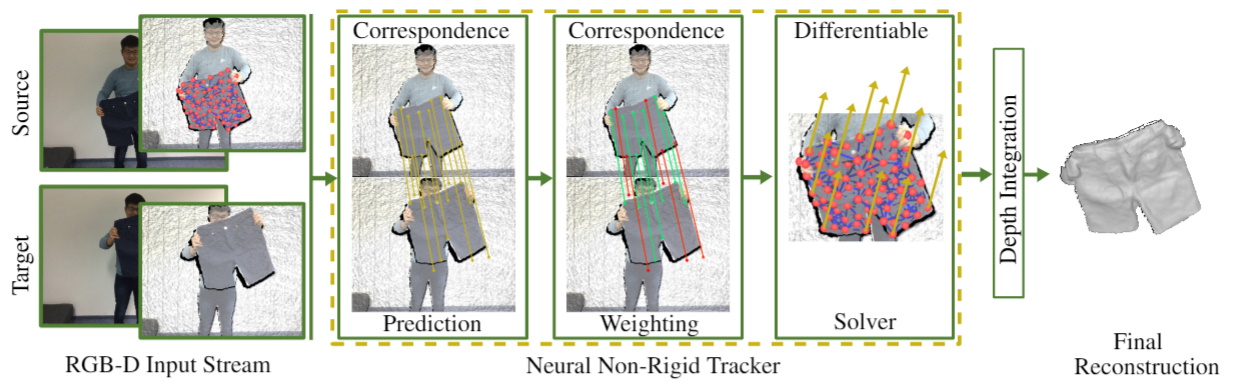 Source
Target
RGB-D Input Stream
Correspondence
Prediction
Correspondence
Weighting
Differentiable
Solver
Neural Non-Rigid Tracker
Depth Integration
Final
Reconstruction